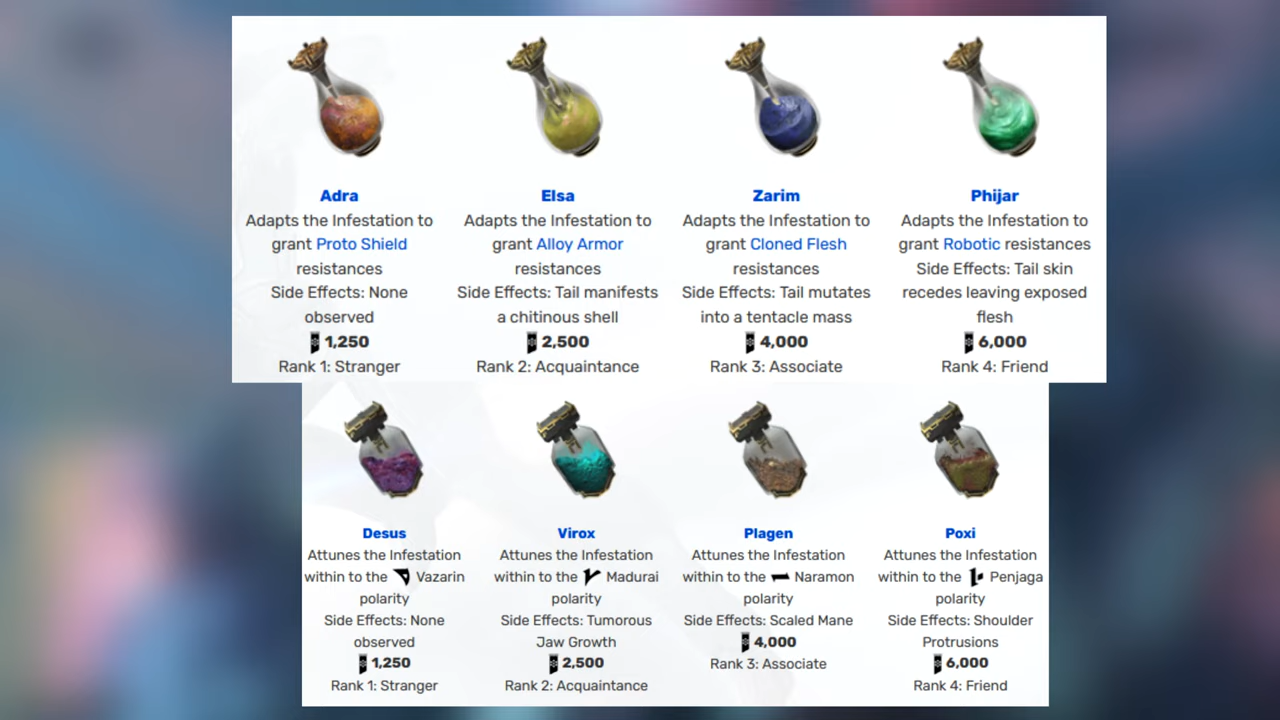 Adra
Adapts the Infestation to
grant Proto Shield
resistances
Side Effects: None
observed
1,250
Rank 1: Stranger
Elsa
Adapts the Infestation to
grant Alloy Armor
resistances
Side Effects: Tail manifests
a chitinous shell
2,500
Rank 2: Acquaintance
Zarim
Adapts the Infestation to
grant Cloned Flesh
resistances
Side Effects: Tail mutates
into a tentacle mass
4,000
Rank 3: Associate
Phijar
Adapts the Infestation to
grant Robotic resistances
Side Effects: Tail skin
recedes leaving exposed
flesh
6,000
Rank 4: Friend
Desus
Attunes the Infestation
within to the Vazarin
polarity
Side Effects: None
observed
1,250
Rank 1: Stranger
Virox
Attunes the Infestation
within to the Madurai
polarity
Side Effects: Tumorous
Jaw Growth
2,500
Rank 2: Acquaintance
Plagen
Attunes the Infestation
within to the Naramon
polarity
Side Effects: Scaled Mane
4,000
Rank 3: Associate
Poxi
Attunes the Infestation
within to the Penjaga
polarity
Side Effects: Shoulder
Protrusions
6,000
Rank 4: Friend